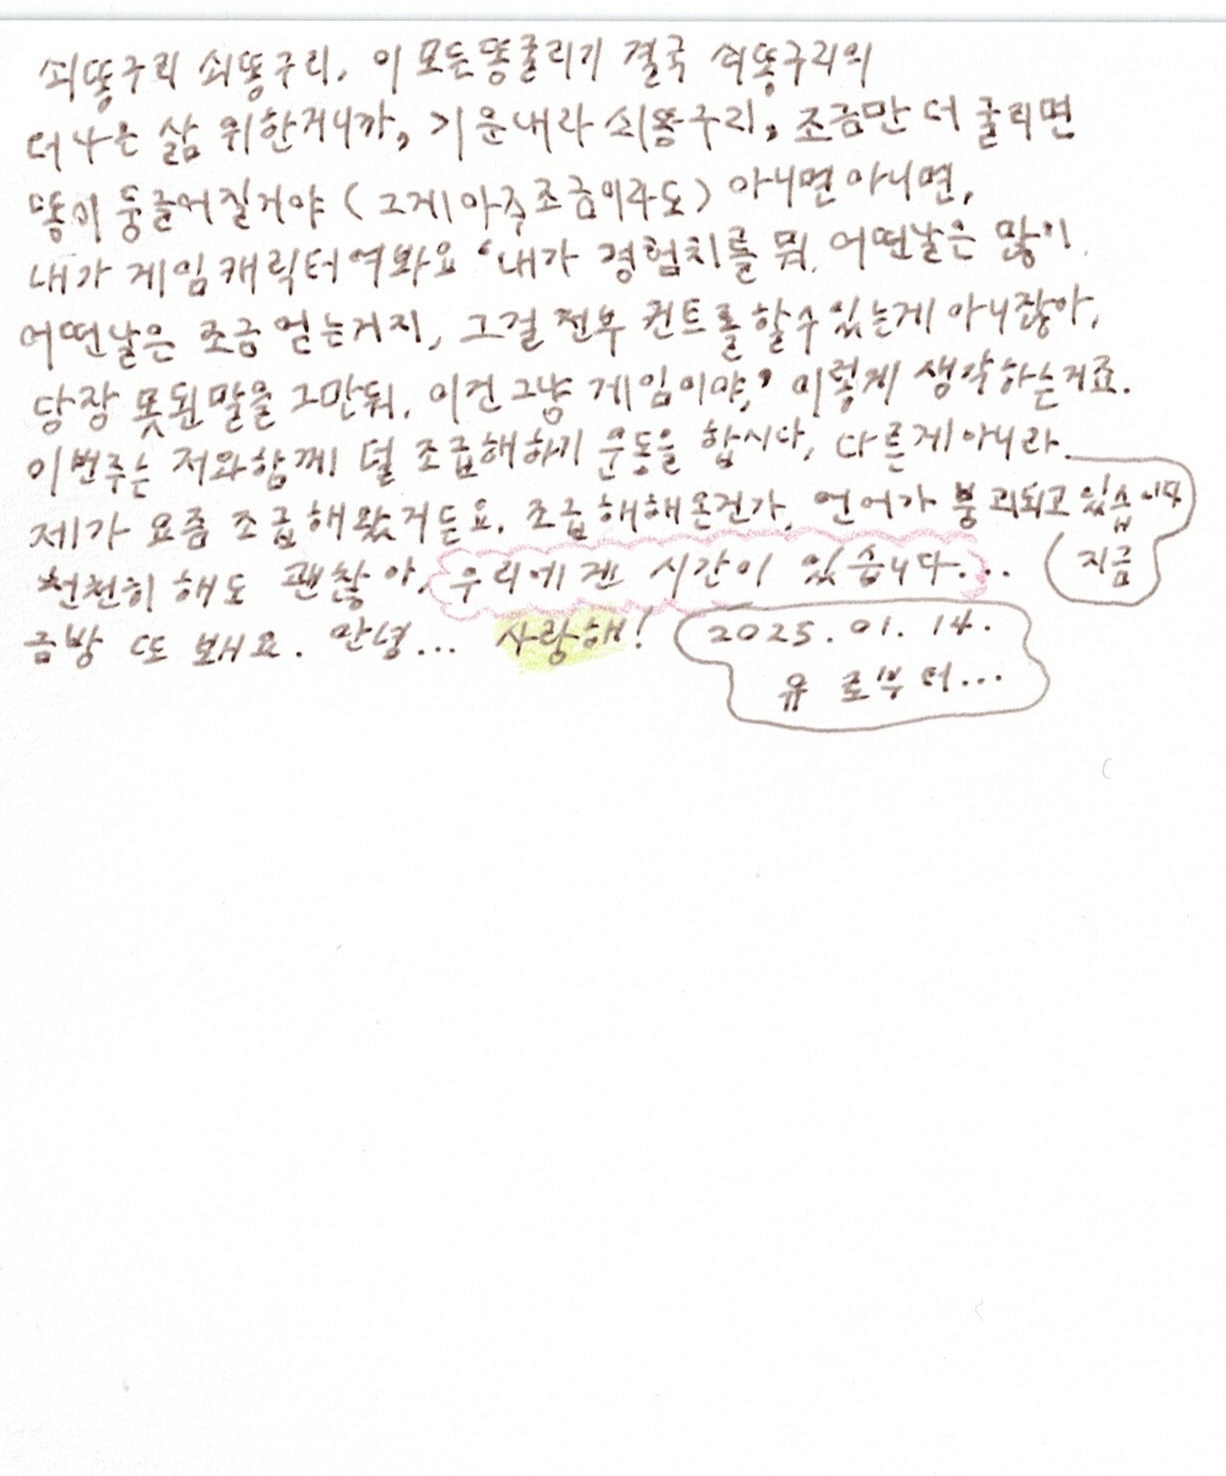 쇠똥구리 쇠똥구리, 이 모든똥굴리기 결국 쇠똥구리의
더 나은 삶 위한거니까, 기운내라 쇠똥구리, 조금만 더 굴리면
똥이 둥글어질거야 (그게아주조금이라도) 아니면아니면,
내가 게임캐릭터여봐요 '내가 경험치를 뭐, 어떤날은 많이
어떤날은 조금 얻는거지, 그걸 전부 컨트롤할수있는게 아니잖아,
당장 못된말을 그만둬, 이건그냥 게임이야,' 이렇게 생각하는거죠.
이번주는 저와함께 덜 조급해하기 운동을 합시다, 다른게아니라
제가 요즘 조급해왔거든요. 조급해해온건가, 언어가 붕괴되고있습니다
지금
천천히 해도 괜찮아, 우리에겐 시간이 있습니다...
금방 또 봬요. 안녕... 사랑해!
2025.01.14.
유 로부터...